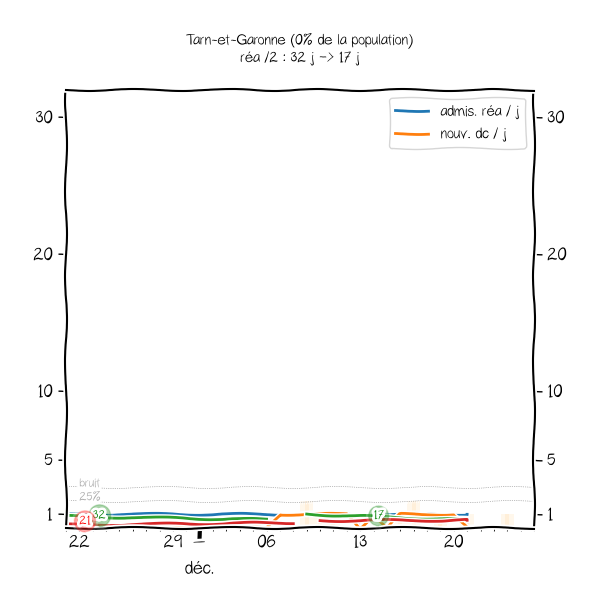 Tarn-et-Garonne (0% de la population)
réa /2 : 32 j -> 17 j
admis. réa / j
nouv. dc / j
30 30
20 20
10 10
5 5
bruit
25%
1 1
21 32 17
22 29 06 13 20
déc.